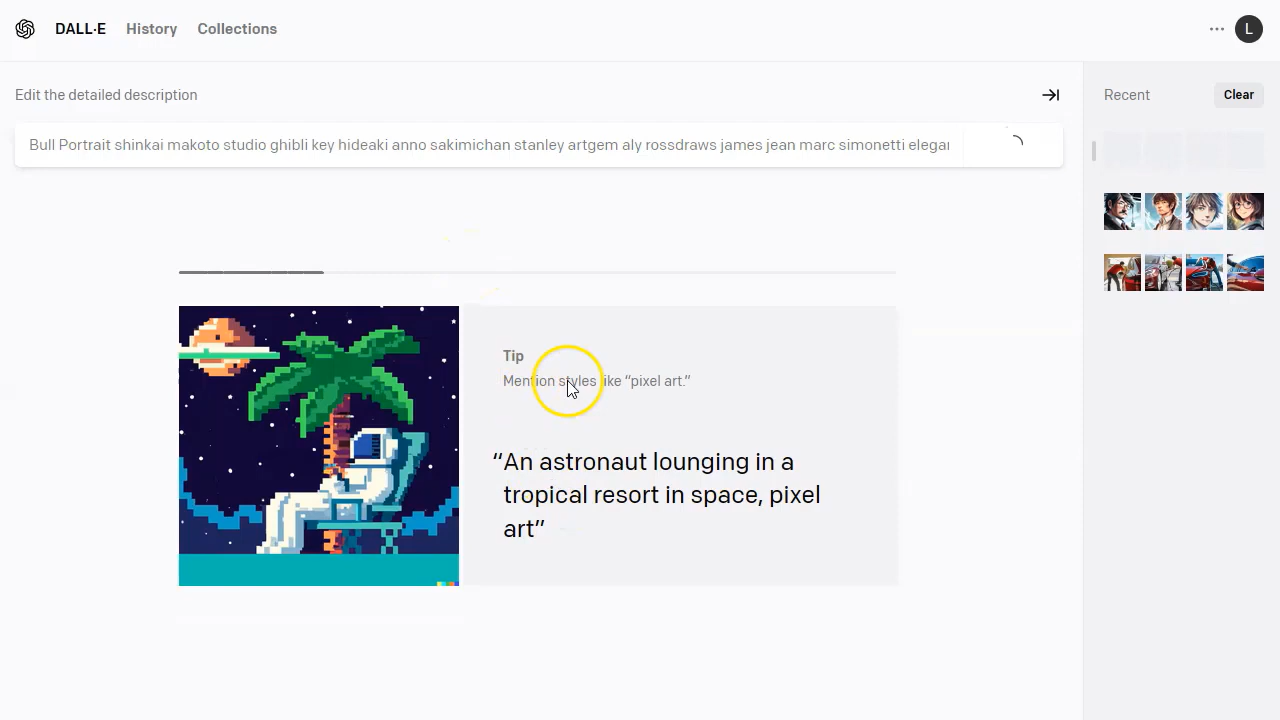 DALL·E History Collections
L
Edit the detailed description
Recent Clear
Bull Portrait shinkai makoto studio ghibli key hideaki anno sakimichan stanley artgem aly rossdraws james jean marc simonetti elegar
Tip
Mention styles like “pixel art.”
“An astronaut lounging in a
tropical resort in space, pixel
art”